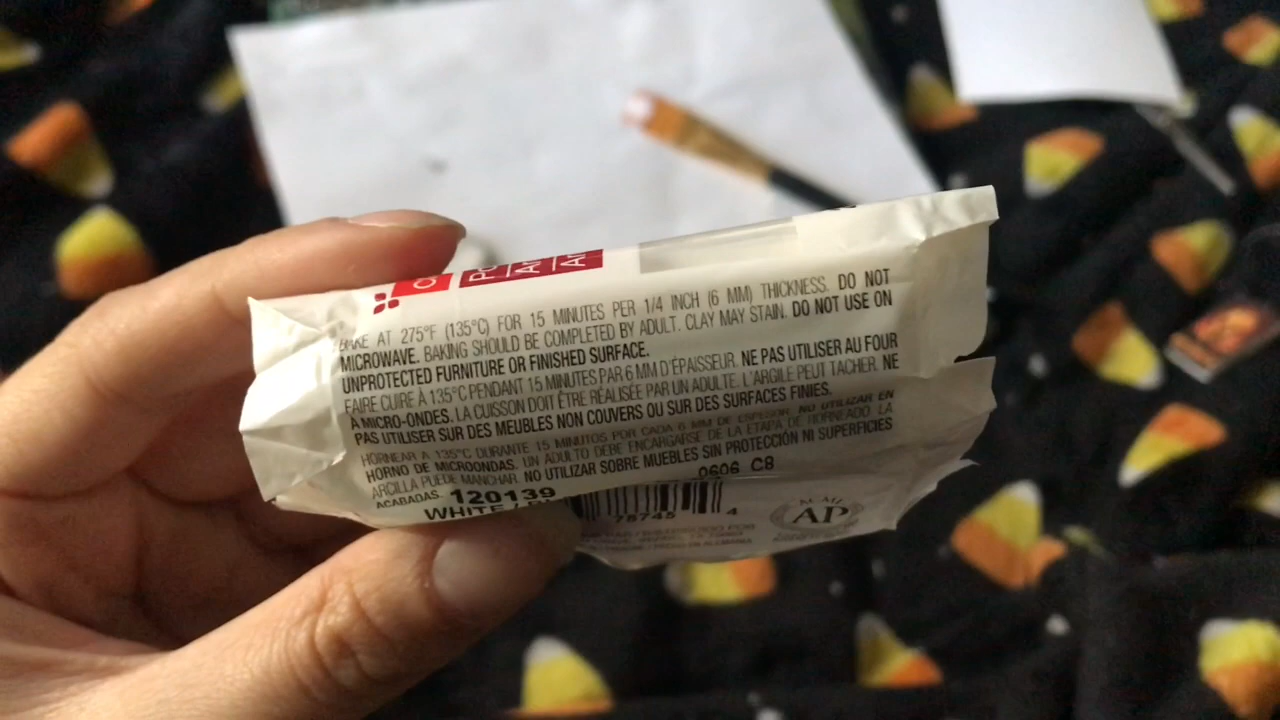 BAKE AT 275°F (135°C) FOR 15 MINUTES PER 1/4 INCH (6 MM) THICKNESS. DO NOT
MICROWAVE. BAKING SHOULD BE COMPLETED BY ADULT. CLAY MAY STAIN. DO NOT USE ON
UNPROTECTED FURNITURE OR FINISHED SURFACE.
FAIRE CUIRE À 135°C PENDANT 15 MINUTES PAR 6 MM D'ÉPAISSEUR. NE PAS UTILISER AU FOUR
À MICRO-ONDES. LA CUISSON DOIT ÊTRE RÉALISÉE PAR UN ADULTE. L'ARGILE PEUT TACHER. NE
PAS UTILISER SUR DES MEUBLES NON COUVERS OU SUR DES SURFACES FINIES.
HORNEAR A 135°C DURANTE 15 MINUTOS POR CADA 6 MM DE ESPESOR. NO UTILIZAR EN
HORNO DE MICROONDAS. UN ADULTO DEBE ENCARGARSE DE LA ETAPA DE HORNEADO. LA
ARCILLA PUEDE MANCHAR. NO UTILIZAR SOBRE MUEBLES SIN PROTECCIÓN NI SUPERFICIES
ACABADAS.
0606 C8
120139
WHITE /
75745 4
AP